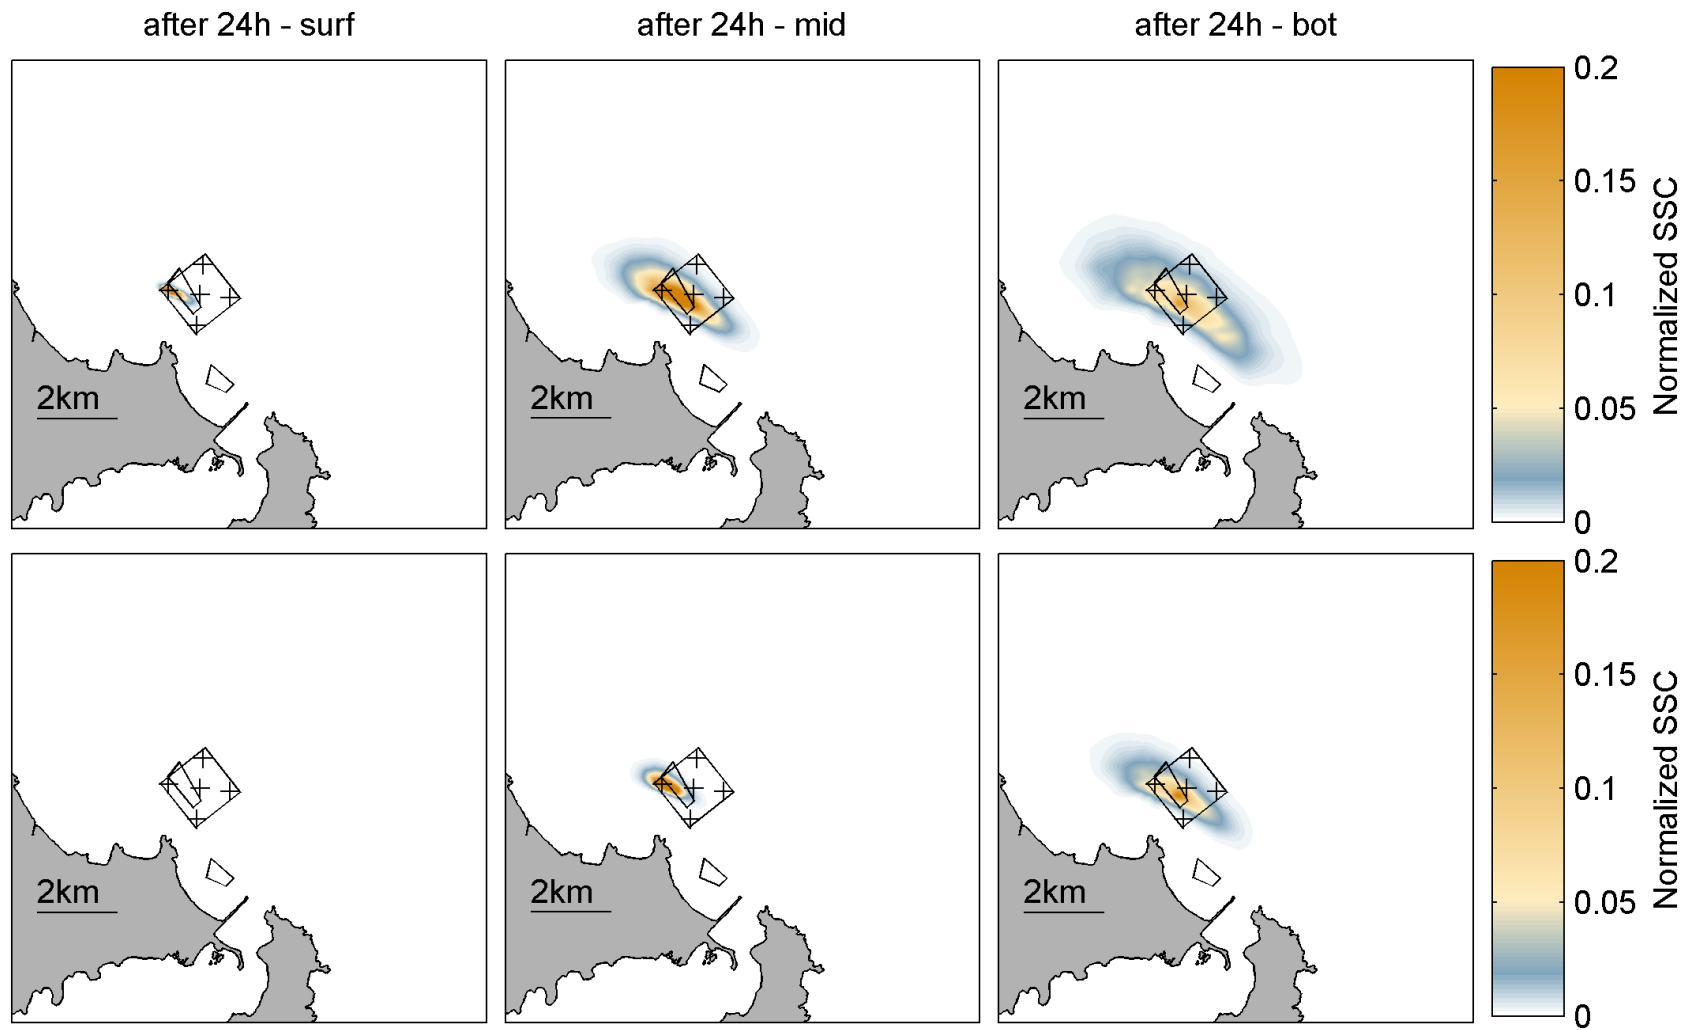 after 24h - surf
after 24h - mid
after 24h - bot
0.2
0.15
0.1
0.05
0
Normalized SSC
2km
2km
2km
0.2
0.15
0.1
0.05
0
Normalized SSC
2km
2km
2km